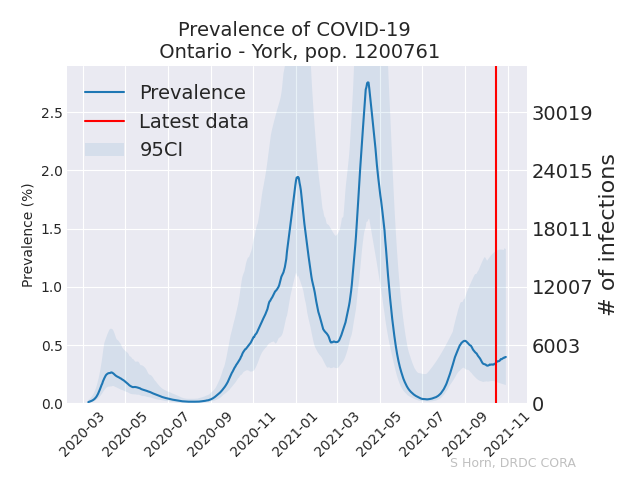 Prevalence of COVID-19
Ontario - York, pop. 1200761
Prevalence
Latest data
95CI
Prevalence (%)
2.5
2.0
1.5
1.0
0.5
0.0
30019
24015
18011
12007
6003
0
# of infections
2020-03
2020-05
2020-07
2020-09
2020-11
2021-01
2021-03
2021-05
2021-07
2021-09
2021-11
S Horn, DRDC CORA